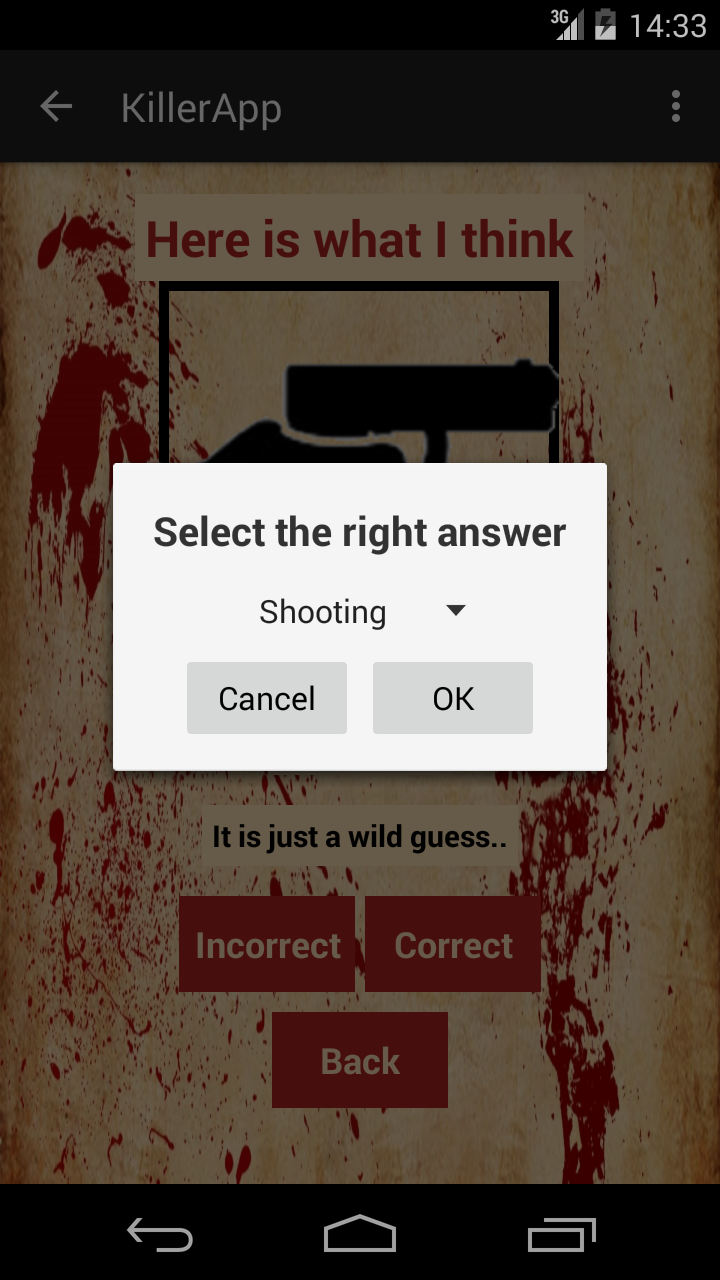 3G 14:33
KillerApp
Here is what I think
Select the right answer
Shooting
Cancel OK
It is just a wild guess..
Incorrect Correct
Back